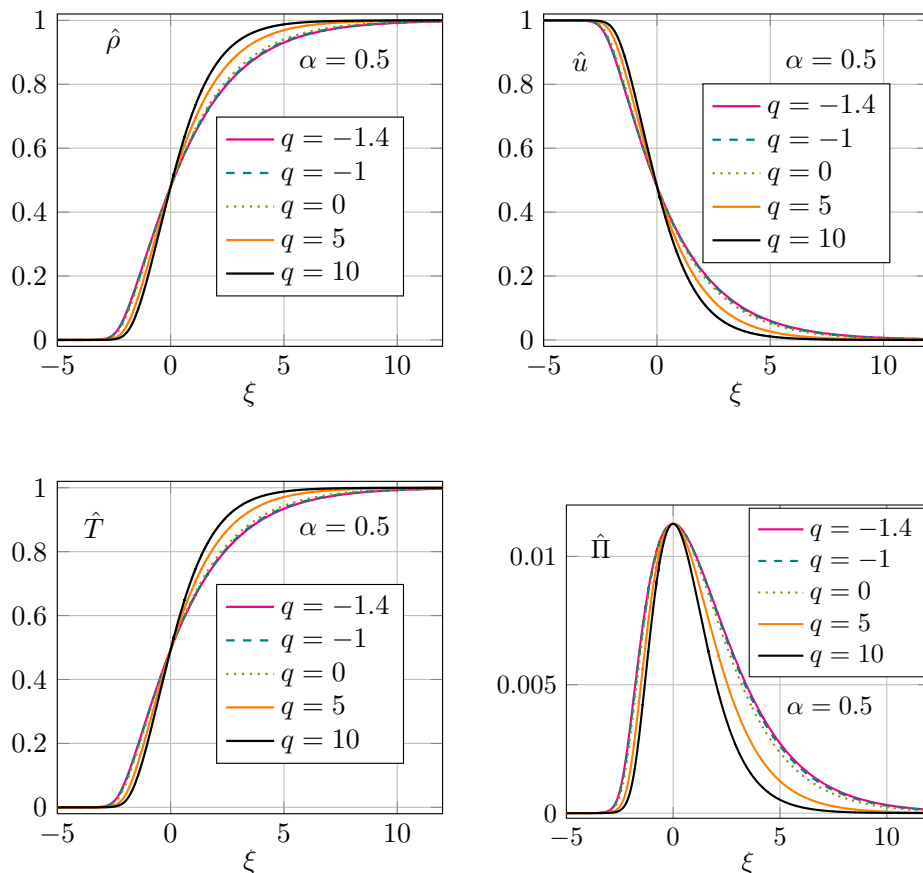 1
0.8
0.6
0.4
0.2
0
−5
0
5
10
ξ
ρ̂
α = 0.5
q = −1.4
q = −1
q = 0
q = 5
q = 10
1
0.8
0.6
0.4
0.2
0
−5
0
5
10
ξ
û
α = 0.5
q = −1.4
q = −1
q = 0
q = 5
q = 10
1
0.8
0.6
0.4
0.2
0
−5
0
5
10
ξ
T̂
α = 0.5
q = −1.4
q = −1
q = 0
q = 5
q = 10
0.01
0.005
0
−5
0
5
10
ξ
Π̂
q = −1.4
q = −1
q = 0
q = 5
q = 10
α = 0.5